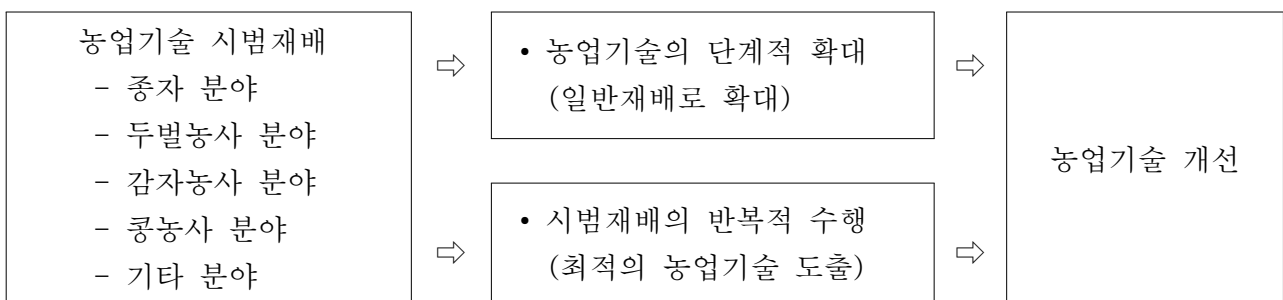 농업기술 시범재배
- 종자 분야
- 두벌농사 분야
- 감자농사 분야
- 콩농사 분야
- 기타 분야
⇨
• 농업기술의 단계적 확대
(일반재배로 확대)
⇨
⇨
• 시범재배의 반복적 수행
(최적의 농업기술 도출)
⇨
농업기술 개선